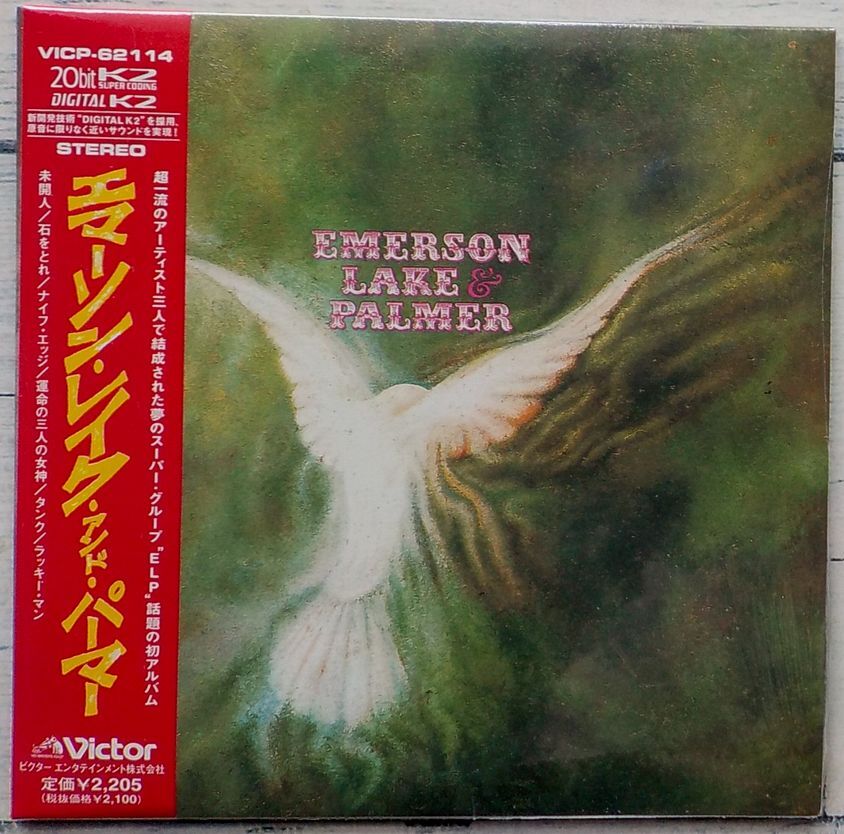 VICP-62114
20bit K2
SUPER CODING
DIGITAL K2
新開発技術"DIGITAL K2"を採用、
原音に限りなく近いサウンドを実現!
STEREO
超一流のアーティスト三人で結成された夢のスーパー・グループ"ELP"話題の初アルバム
エマーソン・レイク・アンド・パーマー
未開人/石をとれ/ナイフ・エッジ/運命の三人の女神/タンク/ラッキー・マン
Victor
ビクター エンタテインメント株式会社
定価¥2,205
(税抜価格¥2,100)
EMERSON
LAKE &
PALMER